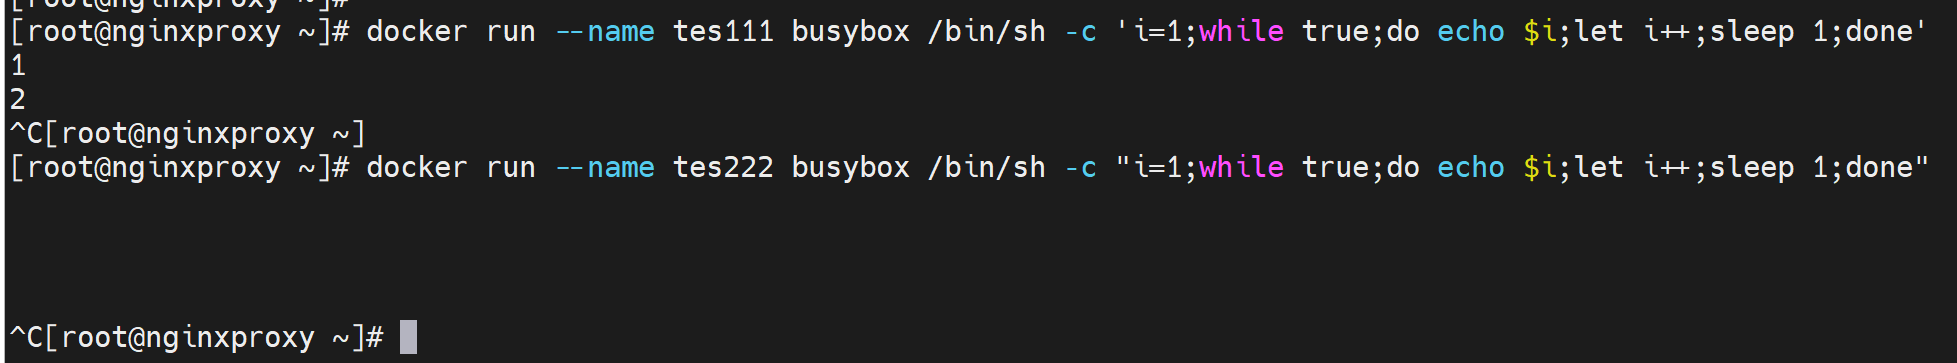 [root@nginxproxy ~]#
[root@nginxproxy ~]# docker run --name tes111 busybox /bin/sh -c 'i=1;while true;do echo $i;let i++;sleep 1;done'
1
2
^C[root@nginxproxy ~]
[root@nginxproxy ~]# docker run --name tes222 busybox /bin/sh -c "i=1;while true;do echo $i;let i++;sleep 1;done"
^C[root@nginxproxy ~]#